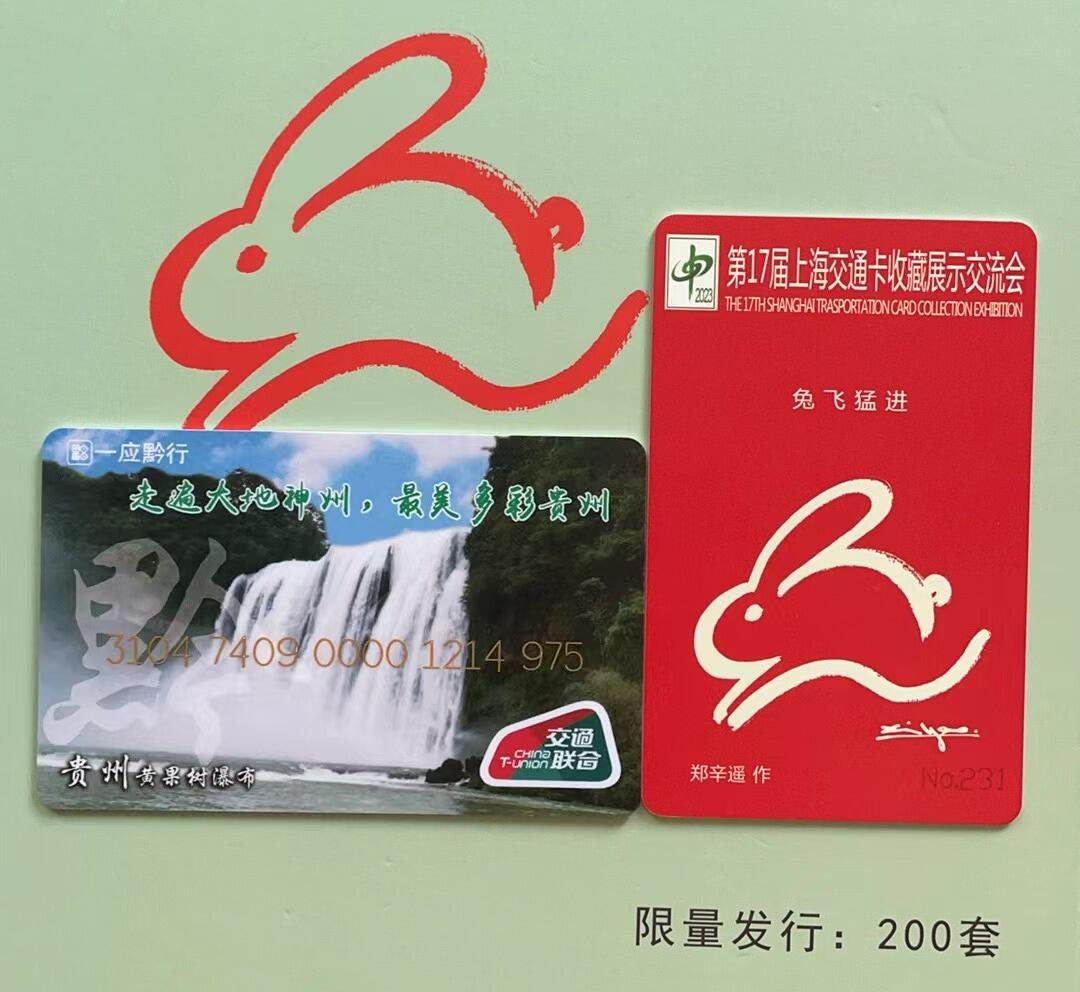 一应黔行
走遍大地神州，最美多彩贵州
黔
3104 7409 0000 1214 975
交通
联合
CHINA
T-UNION
贵州 黄果树瀑布
中
2023
第17届上海交通卡收藏展示交流会
THE 17TH SHANGHAI TRASPORTATION CARD COLLECTION EXHIBITION
兔飞猛进
郑辛遥 作
No.231
限量发行：200套